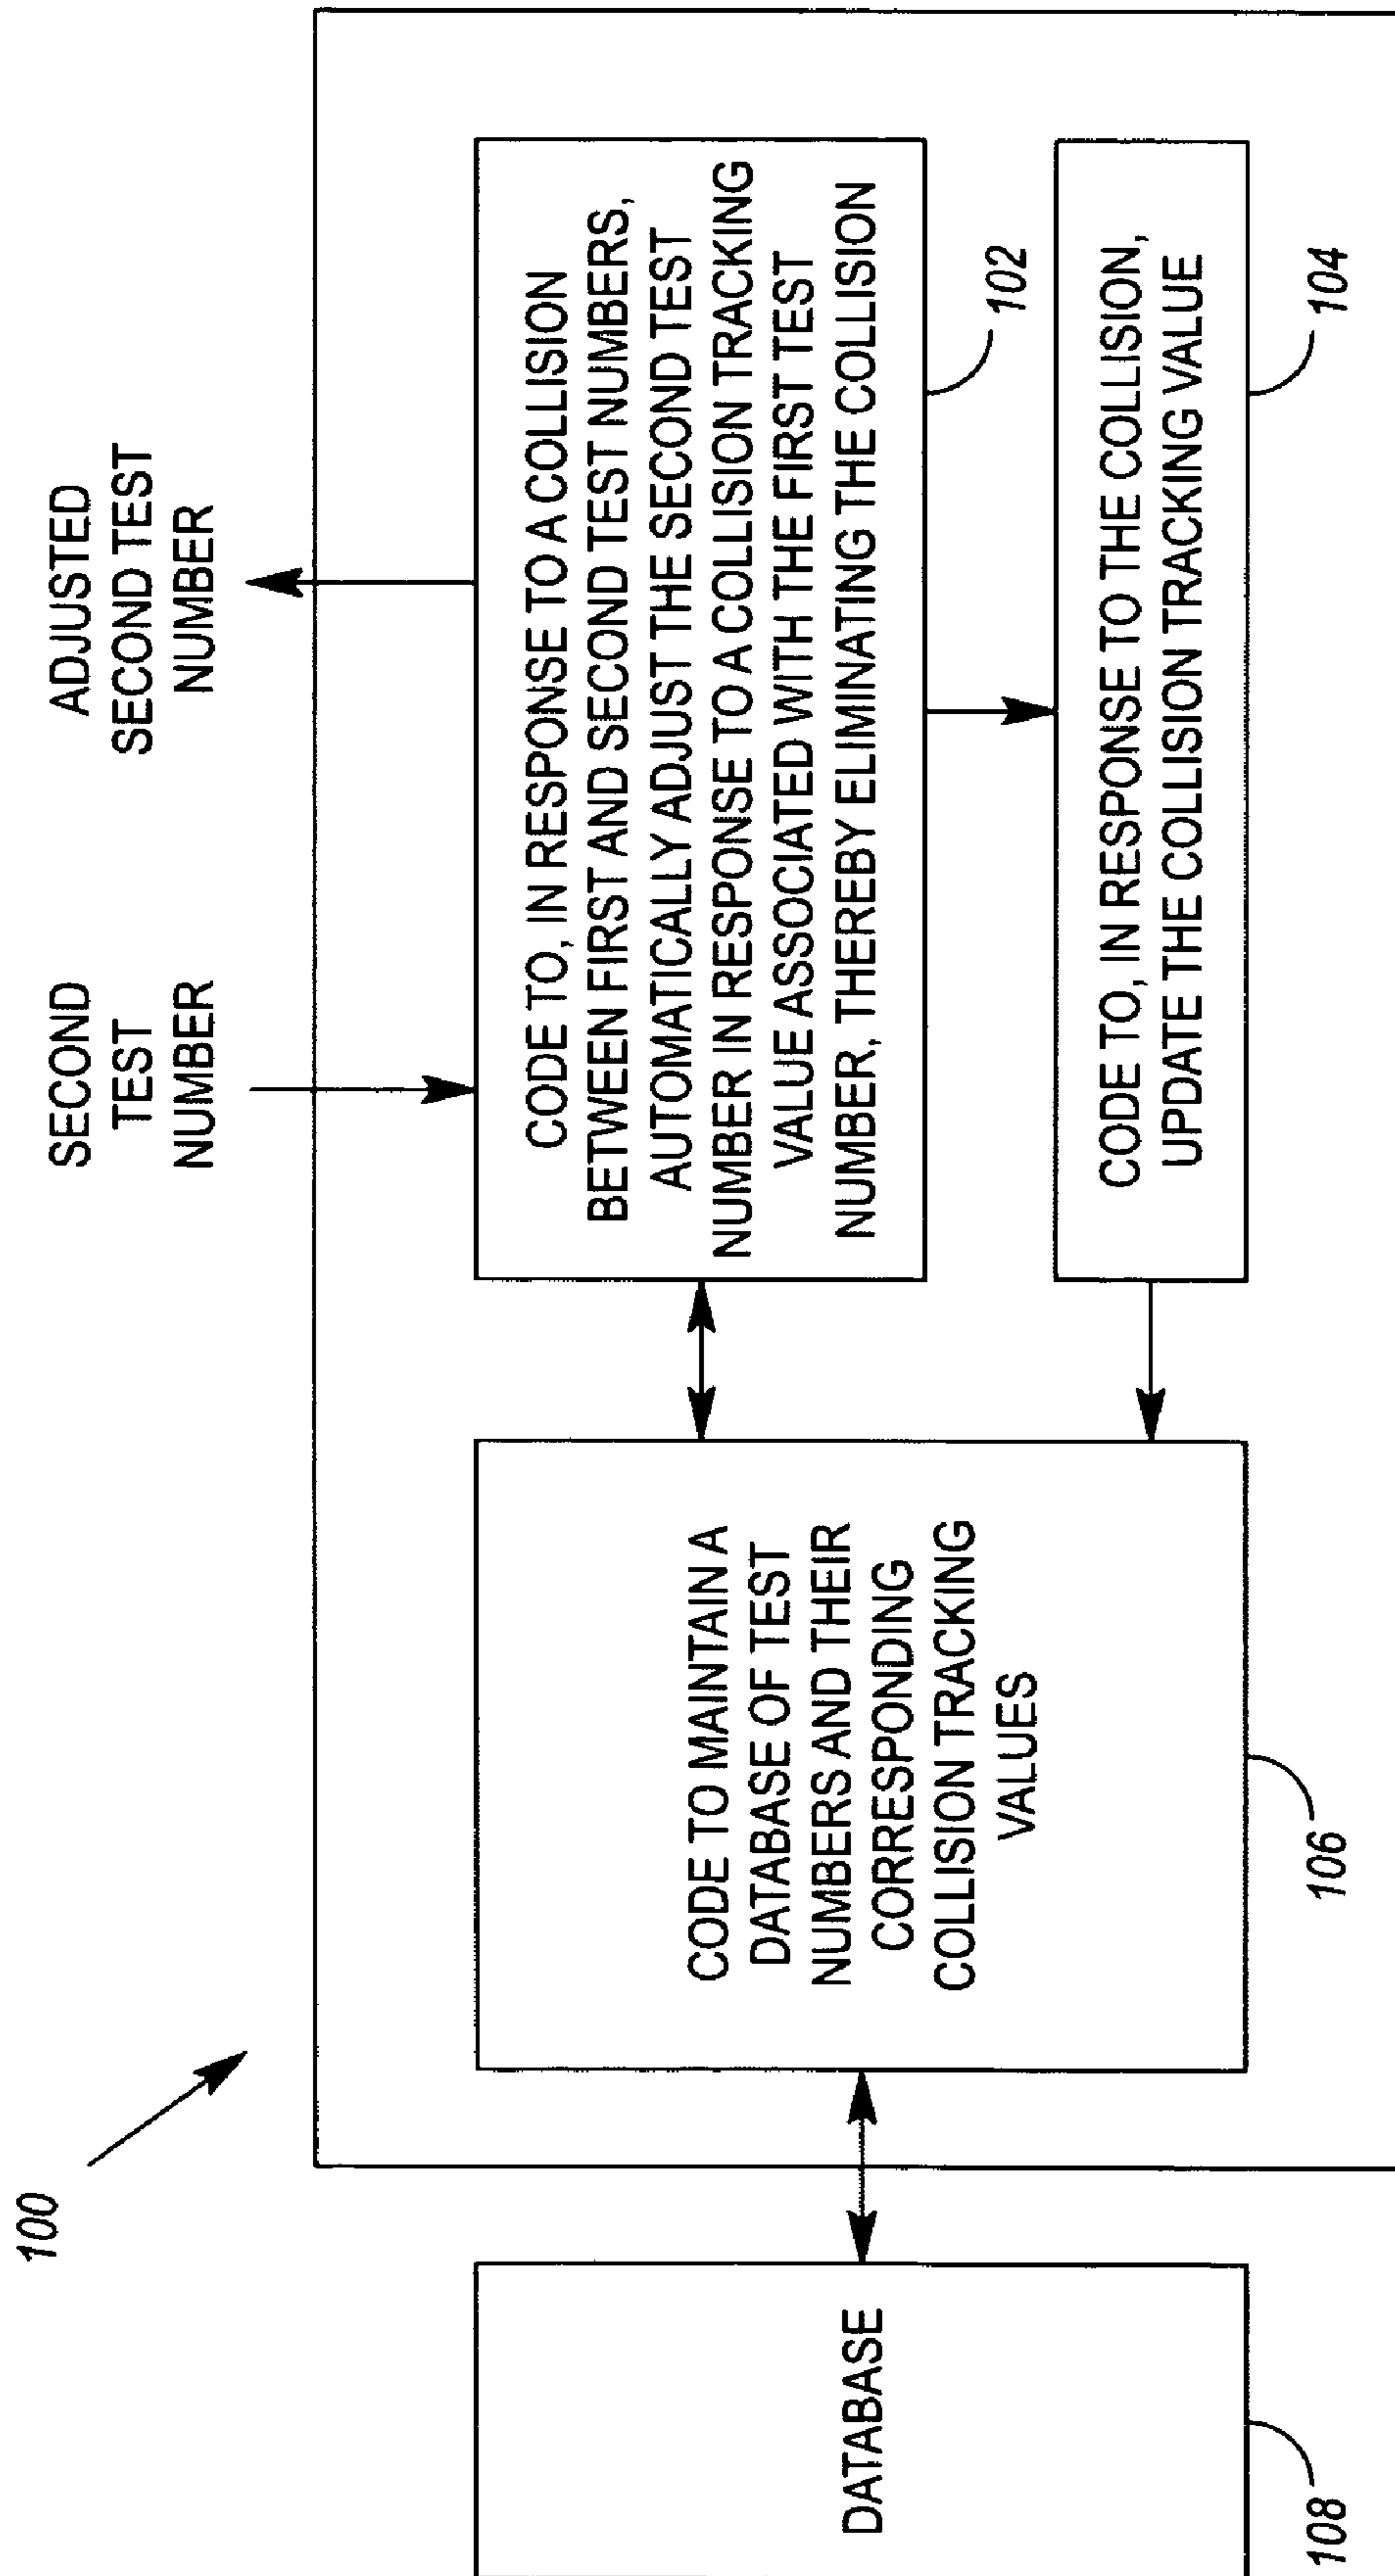 100
SECOND
TEST
NUMBER
ADJUSTED
SECOND TEST
NUMBER
DATABASE
108
CODE TO MAINTAIN A
DATABASE OF TEST
NUMBERS AND THEIR
CORRESPONDING
COLLISION TRACKING
VALUES
106
CODE TO, IN RESPONSE TO A COLLISION
BETWEEN FIRST AND SECOND TEST NUMBERS,
AUTOMATICALLY ADJUST THE SECOND TEST
NUMBER IN RESPONSE TO A COLLISION TRACKING
VALUE ASSOCIATED WITH THE FIRST TEST
NUMBER, THEREBY ELIMINATING THE COLLISION
102
CODE TO, IN RESPONSE TO THE COLLISION,
UPDATE THE COLLISION TRACKING VALUE
104